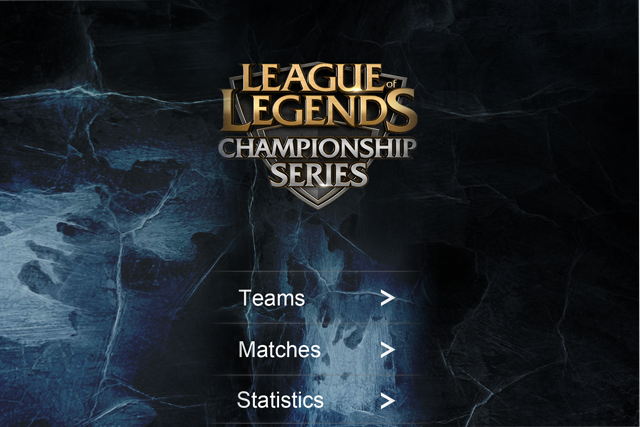 LEAGUE of
LEGENDS
CHAMPIONSHIP
SERIES
Teams >
Matches >
Statistics >